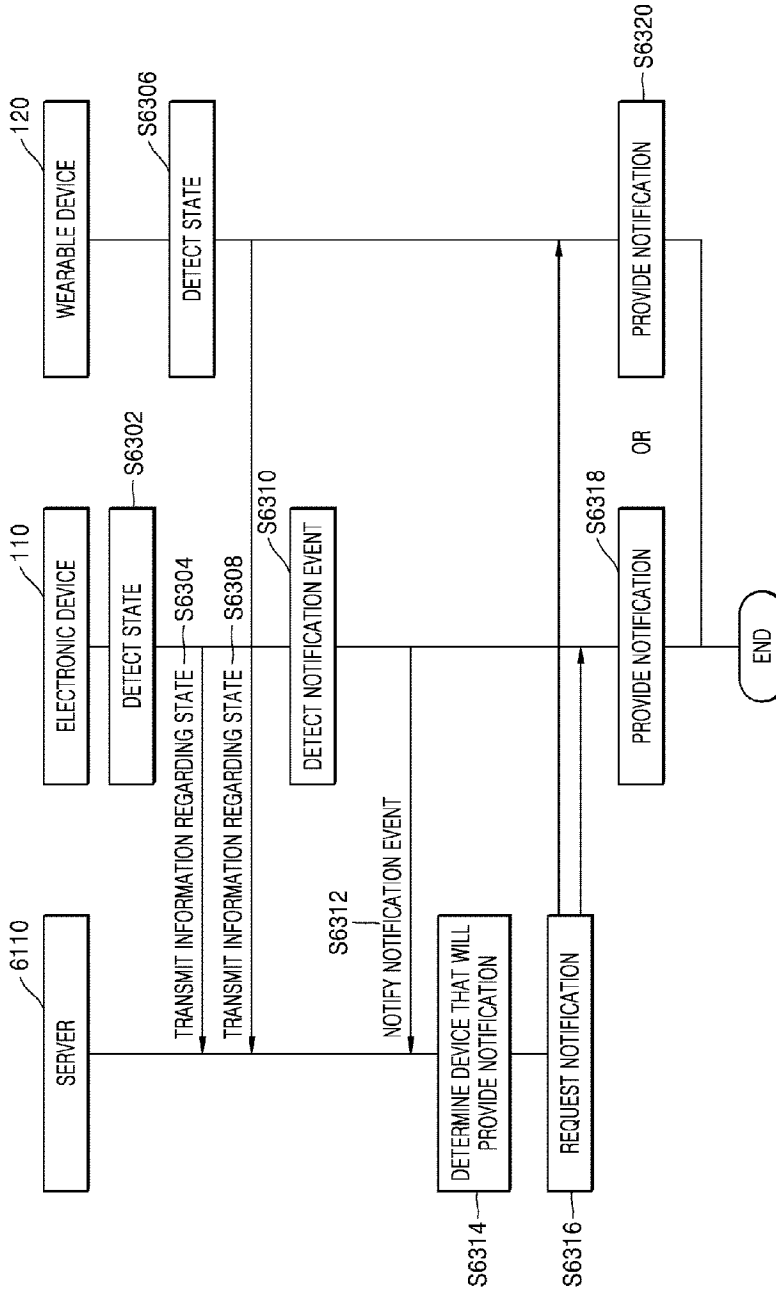 6110
SERVER
110
ELECTRONIC DEVICE
120
WEARABLE DEVICE
S6302
DETECT STATE
S6306
DETECT STATE
TRANSMIT INFORMATION REGARDING STATE
S6304
TRANSMIT INFORMATION REGARDING STATE
S6308
S6310
DETECT NOTIFICATION EVENT
S6312
NOTIFY NOTIFICATION EVENT
S6314
DETERMINE DEVICE THAT WILL
PROVIDE NOTIFICATION
S6316
REQUEST NOTIFICATION
S6318
PROVIDE NOTIFICATION
OR
S6320
PROVIDE NOTIFICATION
END